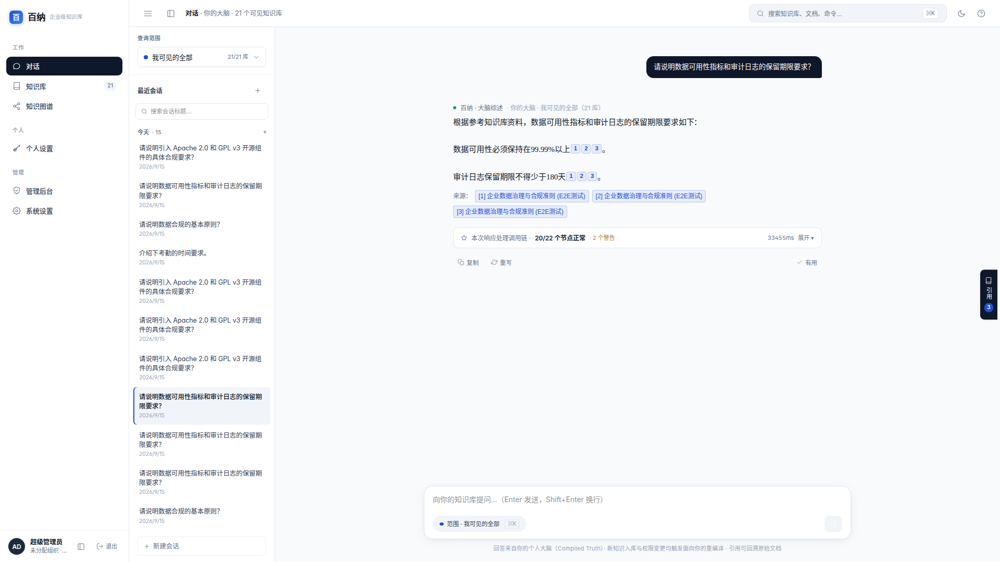 百 百纳 企业级知识库
工作
对话
知识库 21
知识图谱
个人
个人设置
管理
管理后台
系统设置
AD 超级管理员
未分配组织 ·...
退出
对话 · 你的大脑 · 21 个可见知识库
搜索知识库、文档、命令... ⌘K
查询范围
我可见的全部 21/21 库
最近会话
搜索会话标题...
今天 · 15
请说明引入 Apache 2.0 和 GPL v3 开源组
件的具体合规要求？
2026/9/15
请说明数据可用性指标和审计日志的保留期
限要求？
2026/9/15
请说明数据合规的基本原则？
2026/9/15
介绍下考勤的时间要求。
2026/9/15
请说明引入 Apache 2.0 和 GPL v3 开源组
件的具体合规要求？
2026/9/15
请说明引入 Apache 2.0 和 GPL v3 开源组
件的具体合规要求？
2026/9/15
请说明引入 Apache 2.0 和 GPL v3 开源组
件的具体合规要求？
2026/9/15
请说明数据可用性指标和审计日志的保留期
限要求？
2026/9/15
请说明数据可用性指标和审计日志的保留期
限要求？
2026/9/15
请说明数据可用性指标和审计日志的保留期
限要求？
2026/9/15
请说明数据合规的基本原则？
2026/9/15
新建会话
请说明数据可用性指标和审计日志的保留期限要求？
百纳 · 大脑综述 · 你的大脑 · 我可见的全部（21 库）
根据参考知识库资料，数据可用性指标和审计日志的保留期限要求如下：
数据可用性必须保持在99.99%以上 1 2 3 。
审计日志保留期限不得少于180天 1 2 3 。
来源： [1] 企业数据治理与合规准则 (E2E测试) [2] 企业数据治理与合规准则 (E2E测试)
[3] 企业数据治理与合规准则 (E2E测试)
本次响应处理调用链 · 20/22 个节点正常 · 2 个警告 33455ms 展开 ▾
复制 重写 有用
引用
3
向你的知识库提问...（Enter 发送，Shift+Enter 换行）
范围 · 我可见的全部 ⌘K
回答来自你的个人大脑（Compiled Truth）· 新知识入库与权限变更均触发面向你的重编译 · 引用可回溯原始文档